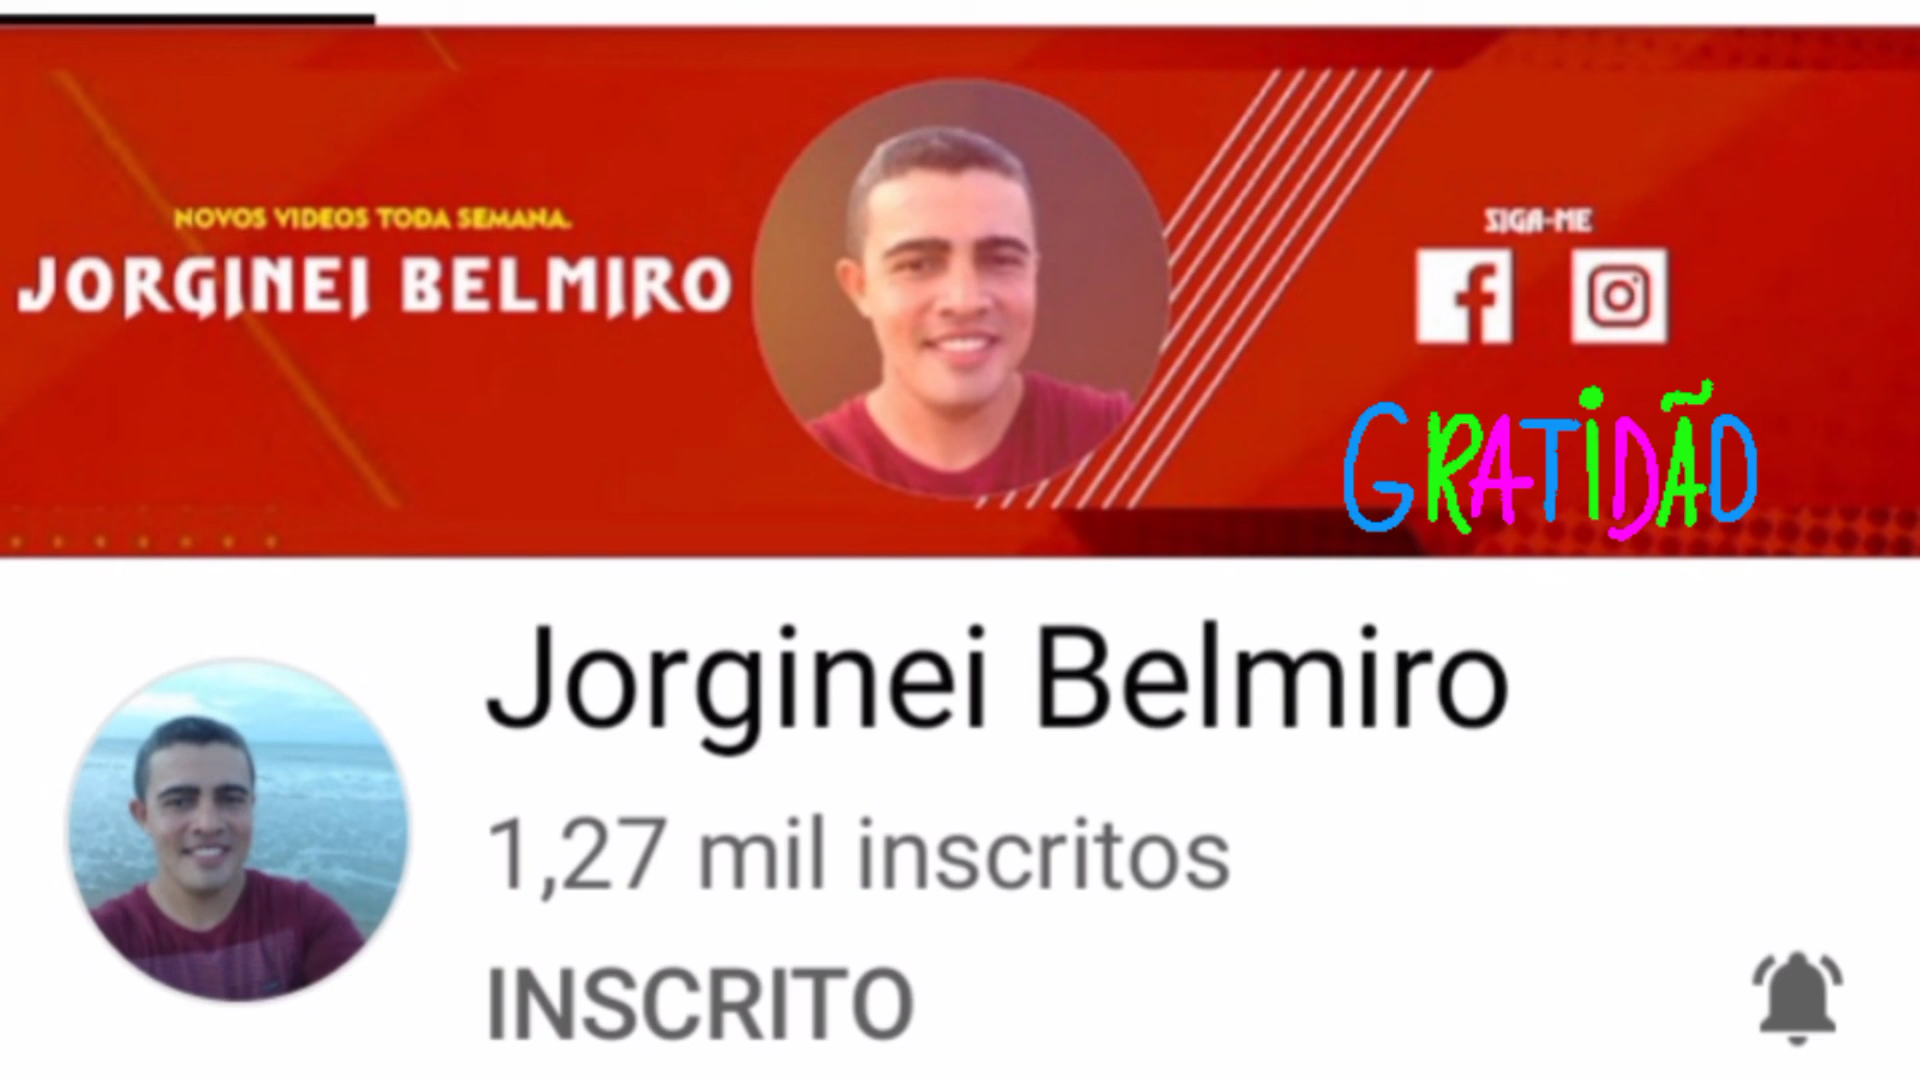 NOVOS VIDEOS TODA SEMANA.
JORGINEI BELMIRO
SIGA-ME
GRATIDÃO
Jorginei Belmiro
1,27 mil inscritos
INSCRITO